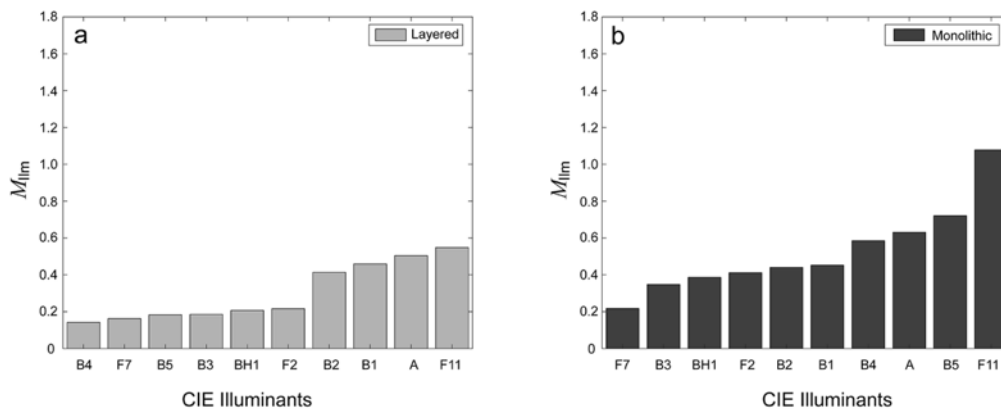 a
Layered
1.8
1.6
1.4
1.2
1.0
0.8
0.6
0.4
0.2
0
M_Ilm
B4 F7 B5 B3 BH1 F2 B2 B1 A F11
CIE Illuminants
b
Monolithic
1.8
1.6
1.4
1.2
1.0
0.8
0.6
0.4
0.2
0
M_Ilm
F7 B3 BH1 F2 B2 B1 B4 A B5 F11
CIE Illuminants